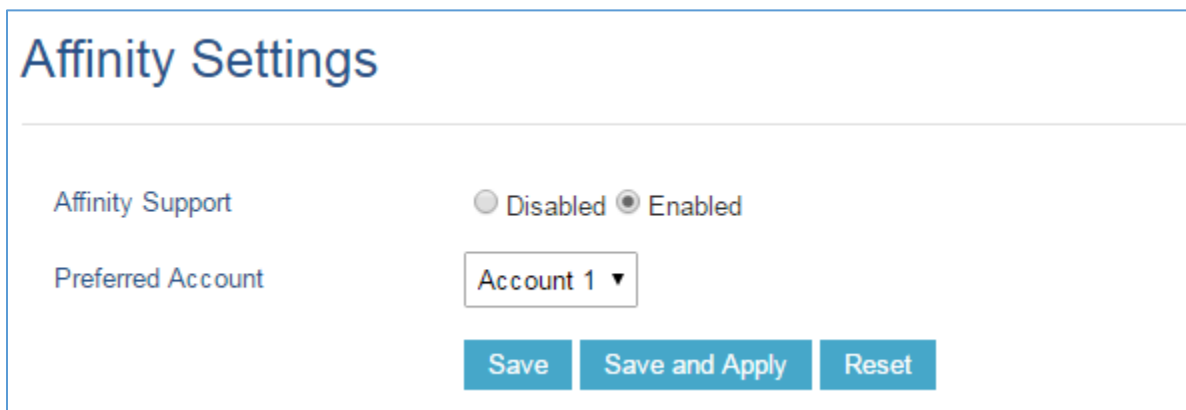 Affinity Settings
Affinity Support Disabled Enabled
Preferred Account Account 1
Save Save and Apply Reset